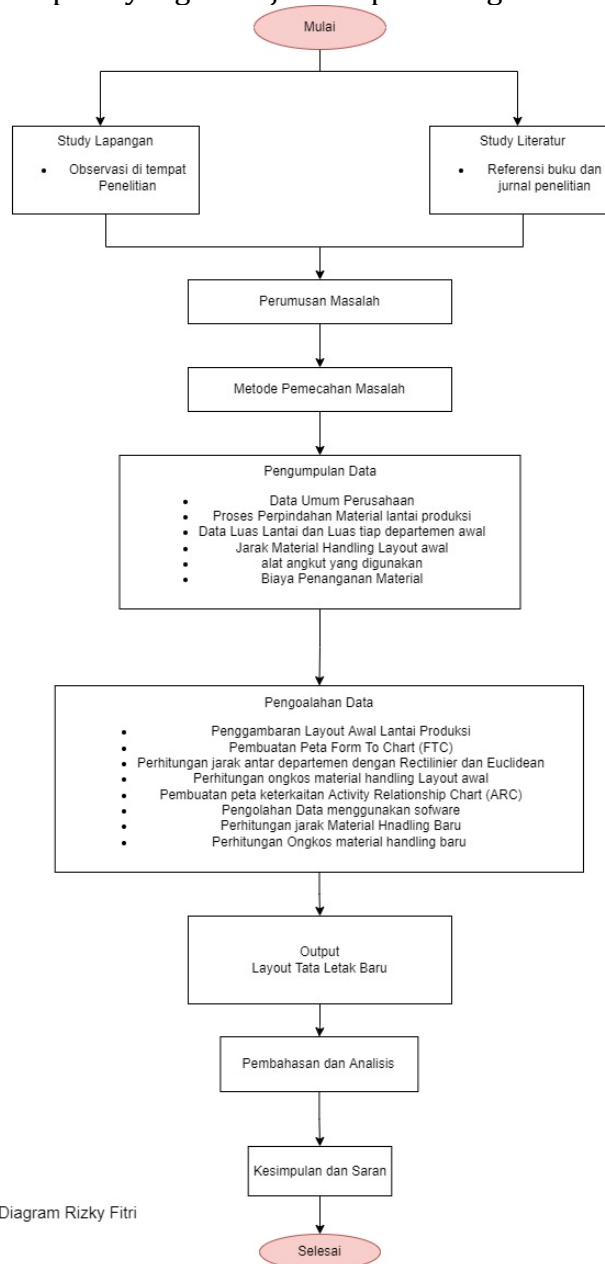 Mulai
Study Lapangan
• Observasi di tempat
Penelitian
Study Literatur
• Referensi buku dan
jurnal penelitian
Perumusan Masalah
Metode Pemecahan Masalah
Pengumpulan Data
• Data Umum Perusahaan
• Proses Perpindahan Material lantai produksi
• Data Luas Lantai dan Luas tiap departemen awal
• Jarak Material Handling Layout awal
• alat angkut yang digunakan
• Biaya Penanganan Material
Pengoalahan Data
• Penggambaran Layout Awal Lantai Produksi
• Pembuatan Peta Form To Chart (FTC)
• Perhitungan jarak antar departemen dengan Rectilinier dan Euclidean
• Perhitungan ongkos material handling Layout awal
• Pembuatan peta keterkaitan Activity Relationship Chart (ARC)
• Pengolahan Data menggunakan sofware
• Perhitungan jarak Material Hnadling Baru
• Perhitungan Ongkos material handling baru
Output
Layout Tata Letak Baru
Pembahasan dan Analisis
Kesimpulan dan Saran
Diagram Rizky Fitri
Selesai